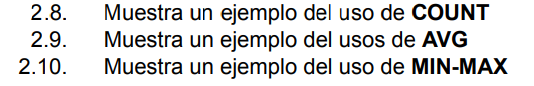 2.8. Muestra un ejemplo del uso de COUNT
2.9. Muestra un ejemplo del usos de AVG
2.10. Muestra un ejemplo del uso de MIN-MAX